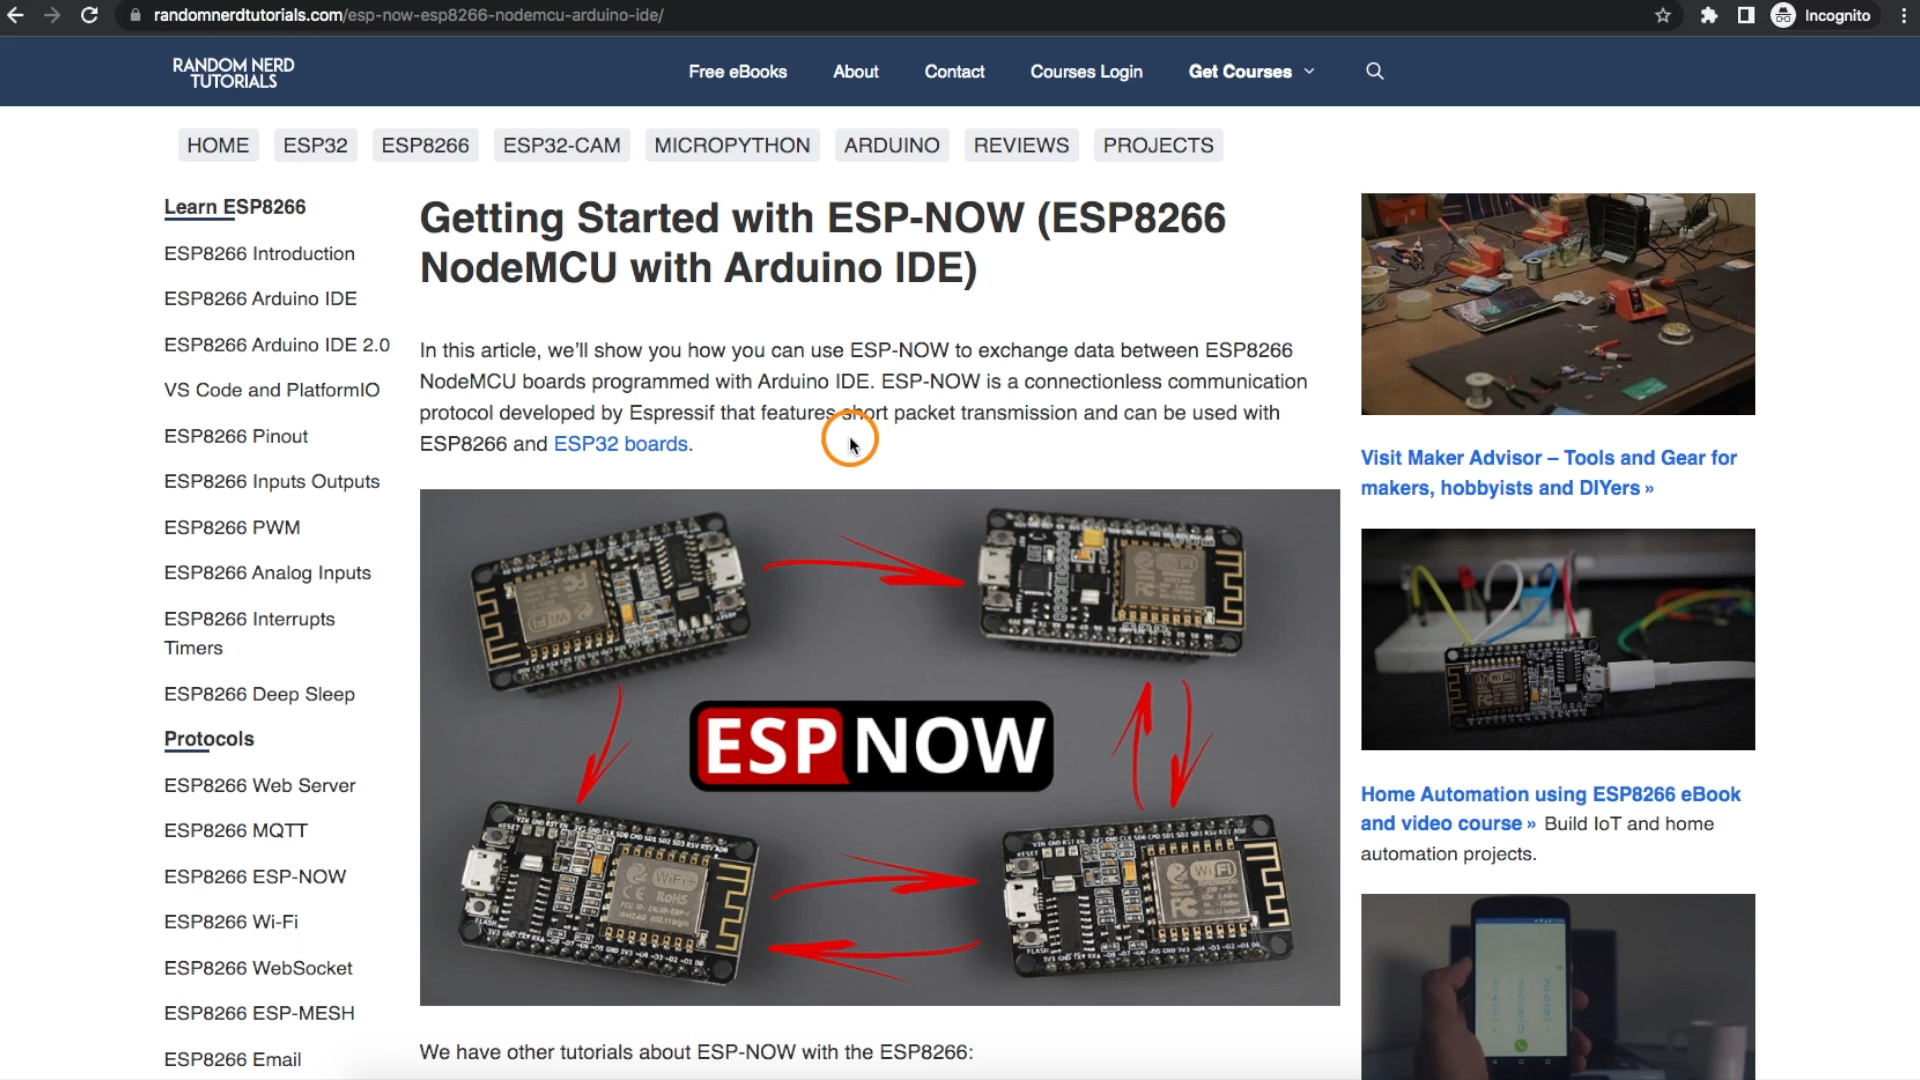 randomnerdtutorials.com/esp-now-esp8266-nodemcu-arduino-ide/
Incognito
RANDOM NERD
TUTORIALS
Free eBooks
About
Contact
Courses Login
Get Courses
HOME
ESP32
ESP8266
ESP32-CAM
MICROPYTHON
ARDUINO
REVIEWS
PROJECTS
Learn ESP8266
ESP8266 Introduction
ESP8266 Arduino IDE
ESP8266 Arduino IDE 2.0
VS Code and PlatformIO
ESP8266 Pinout
ESP8266 Inputs Outputs
ESP8266 PWM
ESP8266 Analog Inputs
ESP8266 Interrupts
Timers
ESP8266 Deep Sleep
Protocols
ESP8266 Web Server
ESP8266 MQTT
ESP8266 ESP-NOW
ESP8266 Wi-Fi
ESP8266 WebSocket
ESP8266 ESP-MESH
ESP8266 Email
Getting Started with ESP-NOW (ESP8266
NodeMCU with Arduino IDE)
In this article, we’ll show you how you can use ESP-NOW to exchange data between ESP8266
NodeMCU boards programmed with Arduino IDE. ESP-NOW is a connectionless communication
protocol developed by Espressif that features short packet transmission and can be used with
ESP8266 and ESP32 boards.
ESP NOW
We have other tutorials about ESP-NOW with the ESP8266:
Visit Maker Advisor – Tools and Gear for
makers, hobbyists and DIYers »
Home Automation using ESP8266 eBook
and video course » Build IoT and home
automation projects.